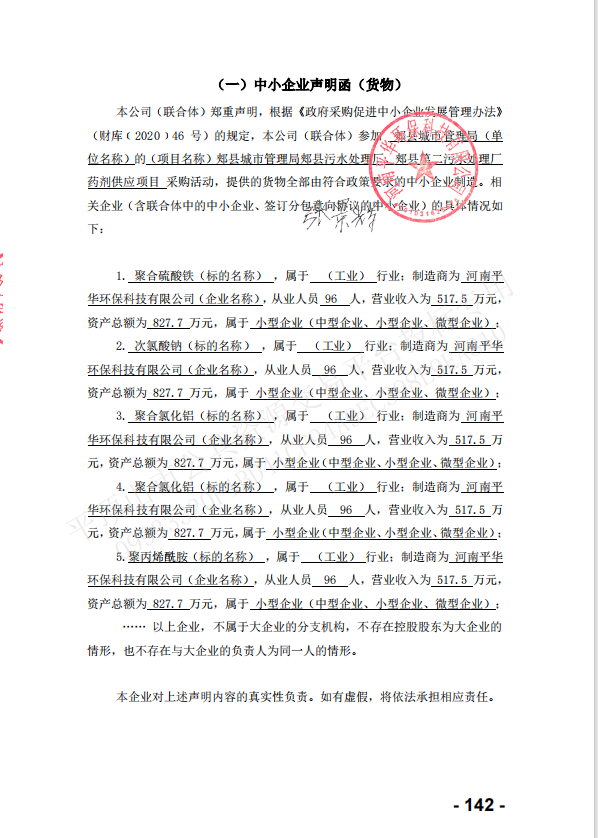 （一）中小企业声明函（货物）
本公司（联合体）郑重声明，根据《政府采购促进中小企业发展管理办法》
（财库﹝2020﹞46 号）的规定，本公司（联合体）参加 郏县城市管理局（单
位名称）的（项目名称）郏县城市管理局郏县污水处理厂、郏县第二污水处理厂
药剂供应项目 采购活动，提供的货物全部由符合政策要求的中小企业制造。相
关企业（含联合体中的中小企业、签订分包意向协议的中小企业）的具体情况如
下：
1. 聚合硫酸铁（标的名称） ，属于 （工业） 行业；制造商为 河南平
华环保科技有限公司（企业名称），从业人员 96 人，营业收入为 517.5 万元，
资产总额为 827.7 万元，属于 小型企业（中型企业、小型企业、微型企业）；
2. 次氯酸钠（标的名称） ，属于 （工业） 行业；制造商为 河南平华
环保科技有限公司（企业名称），从业人员 96 人，营业收入为 517.5 万元，
资产总额为 827.7 万元，属于 小型企业（中型企业、小型企业、微型企业）；
3. 聚合氯化铝（标的名称） ，属于 （工业） 行业；制造商为 河南平
华环保科技有限公司（企业名称），从业人员 96 人，营业收入为 517.5 万
元，资产总额为 827.7 万元，属于 小型企业（中型企业、小型企业、微型企业）；
4. 聚合氯化铝（标的名称） ，属于 （工业） 行业；制造商为 河南平
华环保科技有限公司（企业名称），从业人员 96 人，营业收入为 517.5 万
元，资产总额为 827.7 万元，属于 小型企业（中型企业、小型企业、微型企业）；
5. 聚丙烯酰胺（标的名称） ，属于 （工业） 行业；制造商为 河南平华
环保科技有限公司（企业名称），从业人员 96 人，营业收入为 517.5 万元，
资产总额为 827.7 万元，属于 小型企业（中型企业、小型企业、微型企业）；
…… 以上企业，不属于大企业的分支机构，不存在控股股东为大企业的
情形，也不存在与大企业的负责人为同一人的情形。
本企业对上述声明内容的真实性负责。如有虚假，将依法承担相应责任。
- 142 -